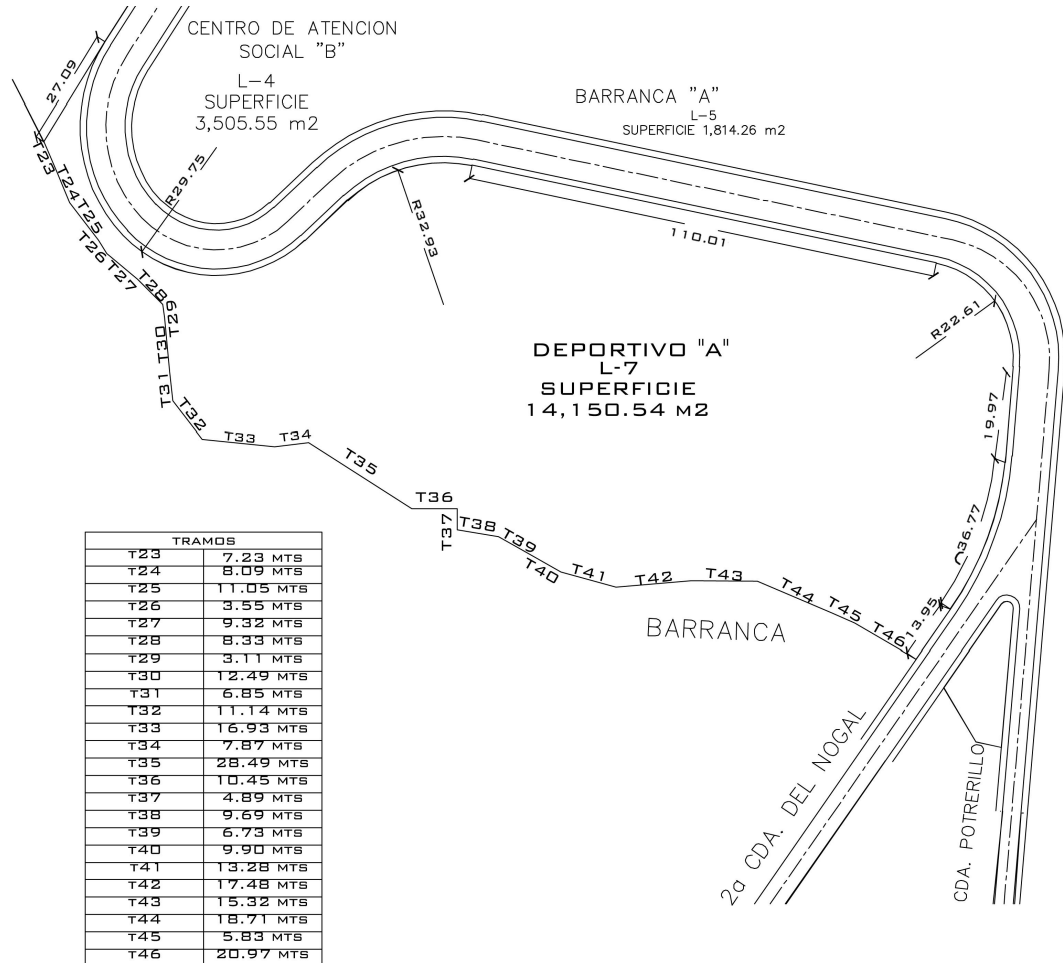 CENTRO DE ATENCION
SOCIAL "B"
L-4
SUPERFICIE
3,505.55 m2
BARRANCA "A"
L-5
SUPERFICIE 1,814.26 m2
27.09
T23
T24
T25
T26
T27
T28
T29
T30
T31
T32
T33
T34
T35
T36
T37
T38
T39
T40
T41
T42
T43
T44
T45
T46
R29.75
R32.93
110.01
R22.61
19.97
C36.77
13.95
DEPORTIVO "A"
L-7
SUPERFICIE
14,150.54 M2
BARRANCA
2a CDA. DEL NOGAL
CDA. POTRERILLO
TRAMOS
T23 7.23 MTS
T24 8.09 MTS
T25 11.05 MTS
T26 3.55 MTS
T27 9.32 MTS
T28 8.33 MTS
T29 3.11 MTS
T30 12.49 MTS
T31 6.85 MTS
T32 11.14 MTS
T33 16.93 MTS
T34 7.87 MTS
T35 28.49 MTS
T36 10.45 MTS
T37 4.89 MTS
T38 9.69 MTS
T39 6.73 MTS
T40 9.90 MTS
T41 13.28 MTS
T42 17.48 MTS
T43 15.32 MTS
T44 18.71 MTS
T45 5.83 MTS
T46 20.97 MTS